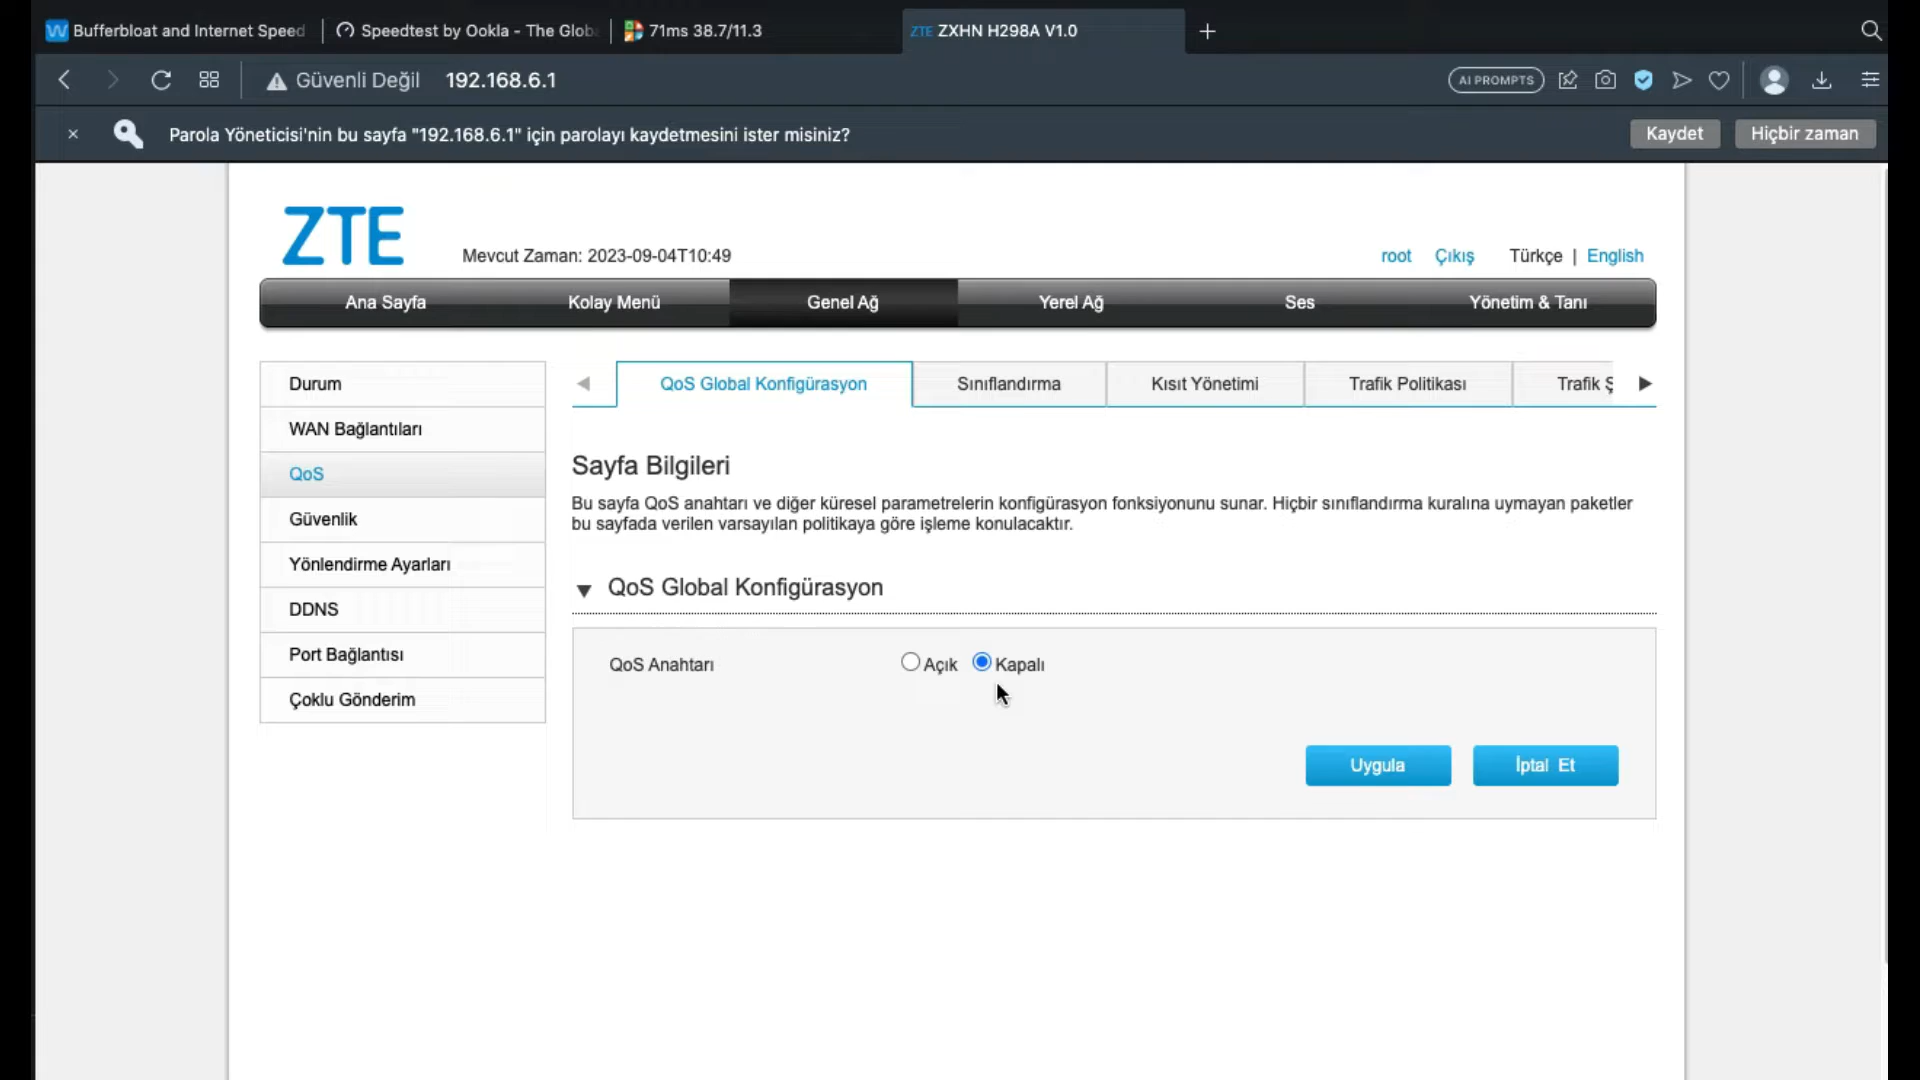 Bufferbloat and Internet Speed
Speedtest by Ookla - The Glob
71ms 38.7/11.3
ZTE ZXHN H298A V1.0
Güvenli Değil 192.168.6.1
AI PROMPTS
Parola Yöneticisi'nin bu sayfa "192.168.6.1" için parolayı kaydetmesini ister misiniz?
Kaydet
Hiçbir zaman
ZTE
Mevcut Zaman: 2023-09-04T10:49
root Çıkış Türkçe | English
Ana Sayfa
Kolay Menü
Genel Ağ
Yerel Ağ
Ses
Yönetim & Tanı
Durum
WAN Bağlantıları
QoS
Güvenlik
Yönlendirme Ayarları
DDNS
Port Bağlantısı
Çoklu Gönderim
QoS Global Konfigürasyon
Sınıflandırma
Kısıt Yönetimi
Trafik Politikası
Trafik Ş
Sayfa Bilgileri
Bu sayfa QoS anahtarı ve diğer küresel parametrelerin konfigürasyon fonksiyonunu sunar. Hiçbir sınıflandırma kuralına uymayan paketler
bu sayfada verilen varsayılan politikaya göre işleme konulacaktır.
QoS Global Konfigürasyon
QoS Anahtarı
Açık
Kapalı
Uygula
İptal Et